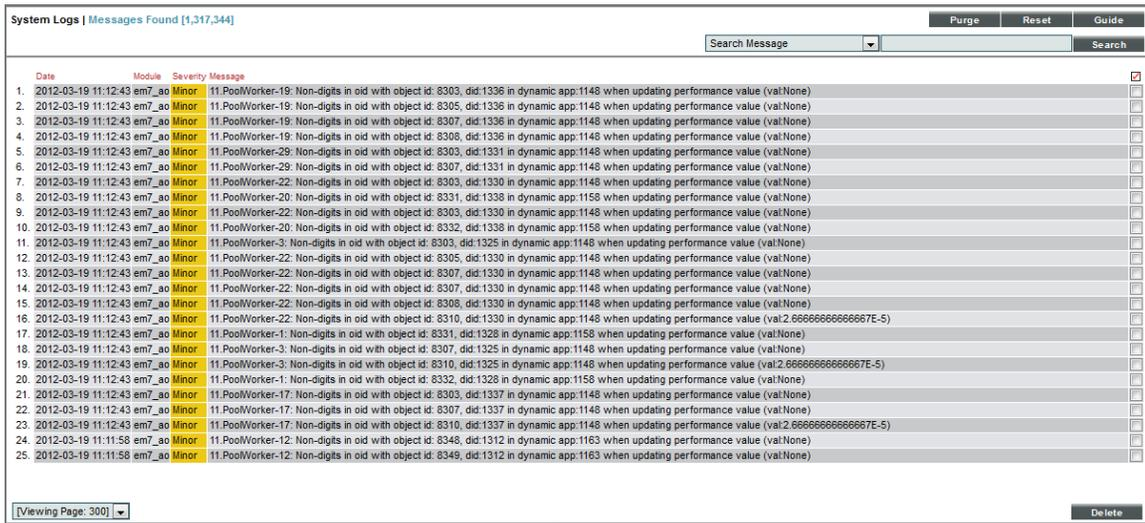 System Logs | Messages Found [1,317,344] Purge Reset Guide
Search Message Search
Date Module Severity Message
1. 2012-03-19 11:12:43 em7_ao Minor 11.PoolWorker-19: Non-digits in oid with object id: 8303, did:1336 in dynamic app:1148 when updating performance value (val:None)
2. 2012-03-19 11:12:43 em7_ao Minor 11.PoolWorker-19: Non-digits in oid with object id: 8305, did:1336 in dynamic app:1148 when updating performance value (val:None)
3. 2012-03-19 11:12:43 em7_ao Minor 11.PoolWorker-19: Non-digits in oid with object id: 8307, did:1336 in dynamic app:1148 when updating performance value (val:None)
4. 2012-03-19 11:12:43 em7_ao Minor 11.PoolWorker-19: Non-digits in oid with object id: 8308, did:1336 in dynamic app:1148 when updating performance value (val:None)
5. 2012-03-19 11:12:43 em7_ao Minor 11.PoolWorker-29: Non-digits in oid with object id: 8303, did:1331 in dynamic app:1148 when updating performance value (val:None)
6. 2012-03-19 11:12:43 em7_ao Minor 11.PoolWorker-29: Non-digits in oid with object id: 8307, did:1331 in dynamic app:1148 when updating performance value (val:None)
7. 2012-03-19 11:12:43 em7_ao Minor 11.PoolWorker-22: Non-digits in oid with object id: 8303, did:1330 in dynamic app:1148 when updating performance value (val:None)
8. 2012-03-19 11:12:43 em7_ao Minor 11.PoolWorker-20: Non-digits in oid with object id: 8331, did:1338 in dynamic app:1158 when updating performance value (val:None)
9. 2012-03-19 11:12:43 em7_ao Minor 11.PoolWorker-22: Non-digits in oid with object id: 8303, did:1330 in dynamic app:1148 when updating performance value (val:None)
10. 2012-03-19 11:12:43 em7_ao Minor 11.PoolWorker-20: Non-digits in oid with object id: 8332, did:1338 in dynamic app:1158 when updating performance value (val:None)
11. 2012-03-19 11:12:43 em7_ao Minor 11.PoolWorker-3: Non-digits in oid with object id: 8303, did:1325 in dynamic app:1148 when updating performance value (val:None)
12. 2012-03-19 11:12:43 em7_ao Minor 11.PoolWorker-22: Non-digits in oid with object id: 8305, did:1330 in dynamic app:1148 when updating performance value (val:None)
13. 2012-03-19 11:12:43 em7_ao Minor 11.PoolWorker-22: Non-digits in oid with object id: 8307, did:1330 in dynamic app:1148 when updating performance value (val:None)
14. 2012-03-19 11:12:43 em7_ao Minor 11.PoolWorker-22: Non-digits in oid with object id: 8307, did:1330 in dynamic app:1148 when updating performance value (val:None)
15. 2012-03-19 11:12:43 em7_ao Minor 11.PoolWorker-22: Non-digits in oid with object id: 8308, did:1330 in dynamic app:1148 when updating performance value (val:None)
16. 2012-03-19 11:12:43 em7_ao Minor 11.PoolWorker-22: Non-digits in oid with object id: 8310, did:1330 in dynamic app:1148 when updating performance value (val:2.66666666666667E-5)
17. 2012-03-19 11:12:43 em7_ao Minor 11.PoolWorker-1: Non-digits in oid with object id: 8331, did:1328 in dynamic app:1158 when updating performance value (val:None)
18. 2012-03-19 11:12:43 em7_ao Minor 11.PoolWorker-3: Non-digits in oid with object id: 8307, did:1325 in dynamic app:1148 when updating performance value (val:None)
19. 2012-03-19 11:12:43 em7_ao Minor 11.PoolWorker-3: Non-digits in oid with object id: 8310, did:1325 in dynamic app:1148 when updating performance value (val:2.66666666666667E-5)
20. 2012-03-19 11:12:43 em7_ao Minor 11.PoolWorker-1: Non-digits in oid with object id: 8332, did:1328 in dynamic app:1158 when updating performance value (val:None)
21. 2012-03-19 11:12:43 em7_ao Minor 11.PoolWorker-17: Non-digits in oid with object id: 8303, did:1337 in dynamic app:1148 when updating performance value (val:None)
22. 2012-03-19 11:12:43 em7_ao Minor 11.PoolWorker-17: Non-digits in oid with object id: 8307, did:1337 in dynamic app:1148 when updating performance value (val:None)
23. 2012-03-19 11:12:43 em7_ao Minor 11.PoolWorker-17: Non-digits in oid with object id: 8310, did:1337 in dynamic app:1148 when updating performance value (val:2.66666666666667E-5)
24. 2012-03-19 11:11:58 em7_ao Minor 11.PoolWorker-12: Non-digits in oid with object id: 8348, did:1312 in dynamic app:1163 when updating performance value (val:None)
25. 2012-03-19 11:11:58 em7_ao Minor 11.PoolWorker-12: Non-digits in oid with object id: 8349, did:1312 in dynamic app:1163 when updating performance value (val:None)
[Viewing Page: 300] Delete